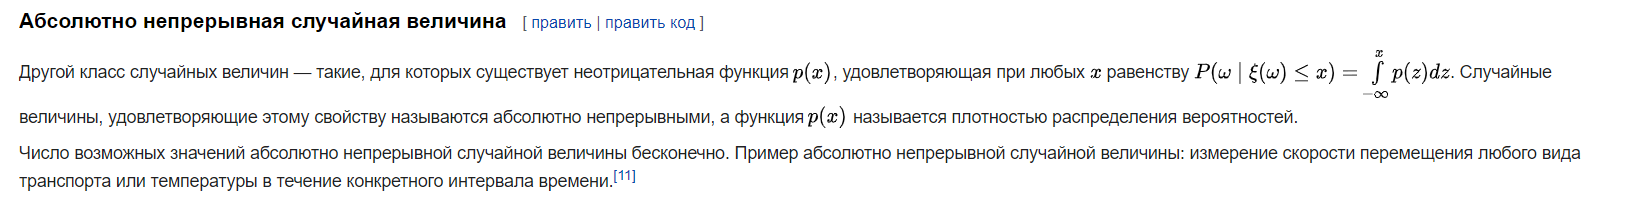 Абсолютно непрерывная случайная величина [ править | править код ]
Другой класс случайных величин — такие, для которых существует неотрицательная функция p(x), удовлетворяющая при любых x равенству P(ω | ξ(ω) ≤ x) = ∫_{-∞}^{x} p(z)dz. Случайные
величины, удовлетворяющие этому свойству называются абсолютно непрерывными, а функция p(x) называется плотностью распределения вероятностей.
Число возможных значений абсолютно непрерывной случайной величины бесконечно. Пример абсолютно непрерывной случайной величины: измерение скорости перемещения любого вида
транспорта или температуры в течение конкретного интервала времени.[11]